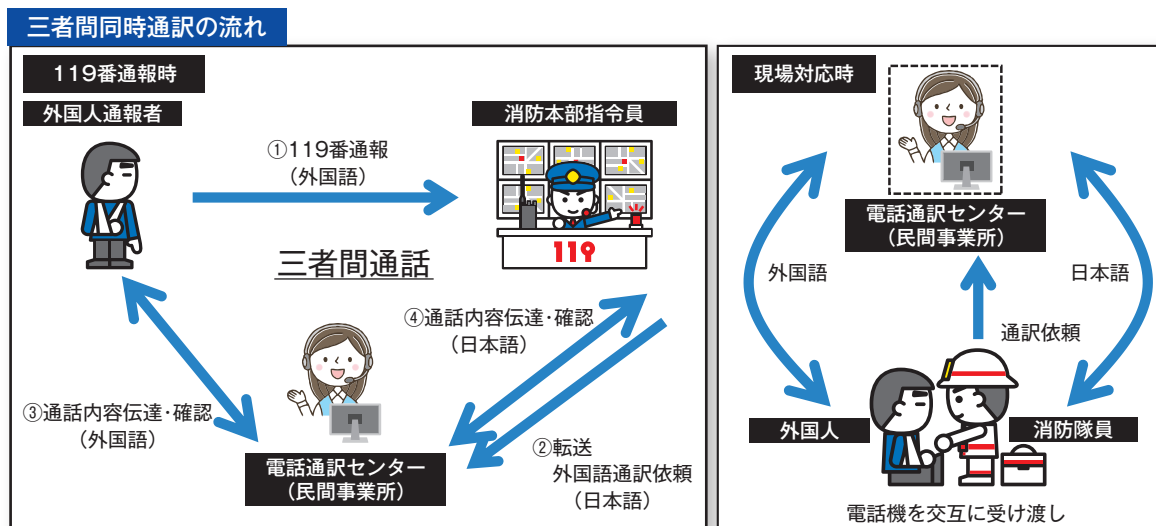 三者間同時通訳の流れ
119番通報時
外国人通報者
消防本部指令員
①119番通報
(外国語)
119
三者間通話
④通話内容伝達・確認
(日本語)
③通話内容伝達・確認
(外国語)
②転送
外国語通訳依頼
(日本語)
電話通訳センター
(民間事業所)
現場対応時
電話通訳センター
(民間事業所)
外国語
日本語
通訳依頼
外国人
消防隊員
電話機を交互に受け渡し